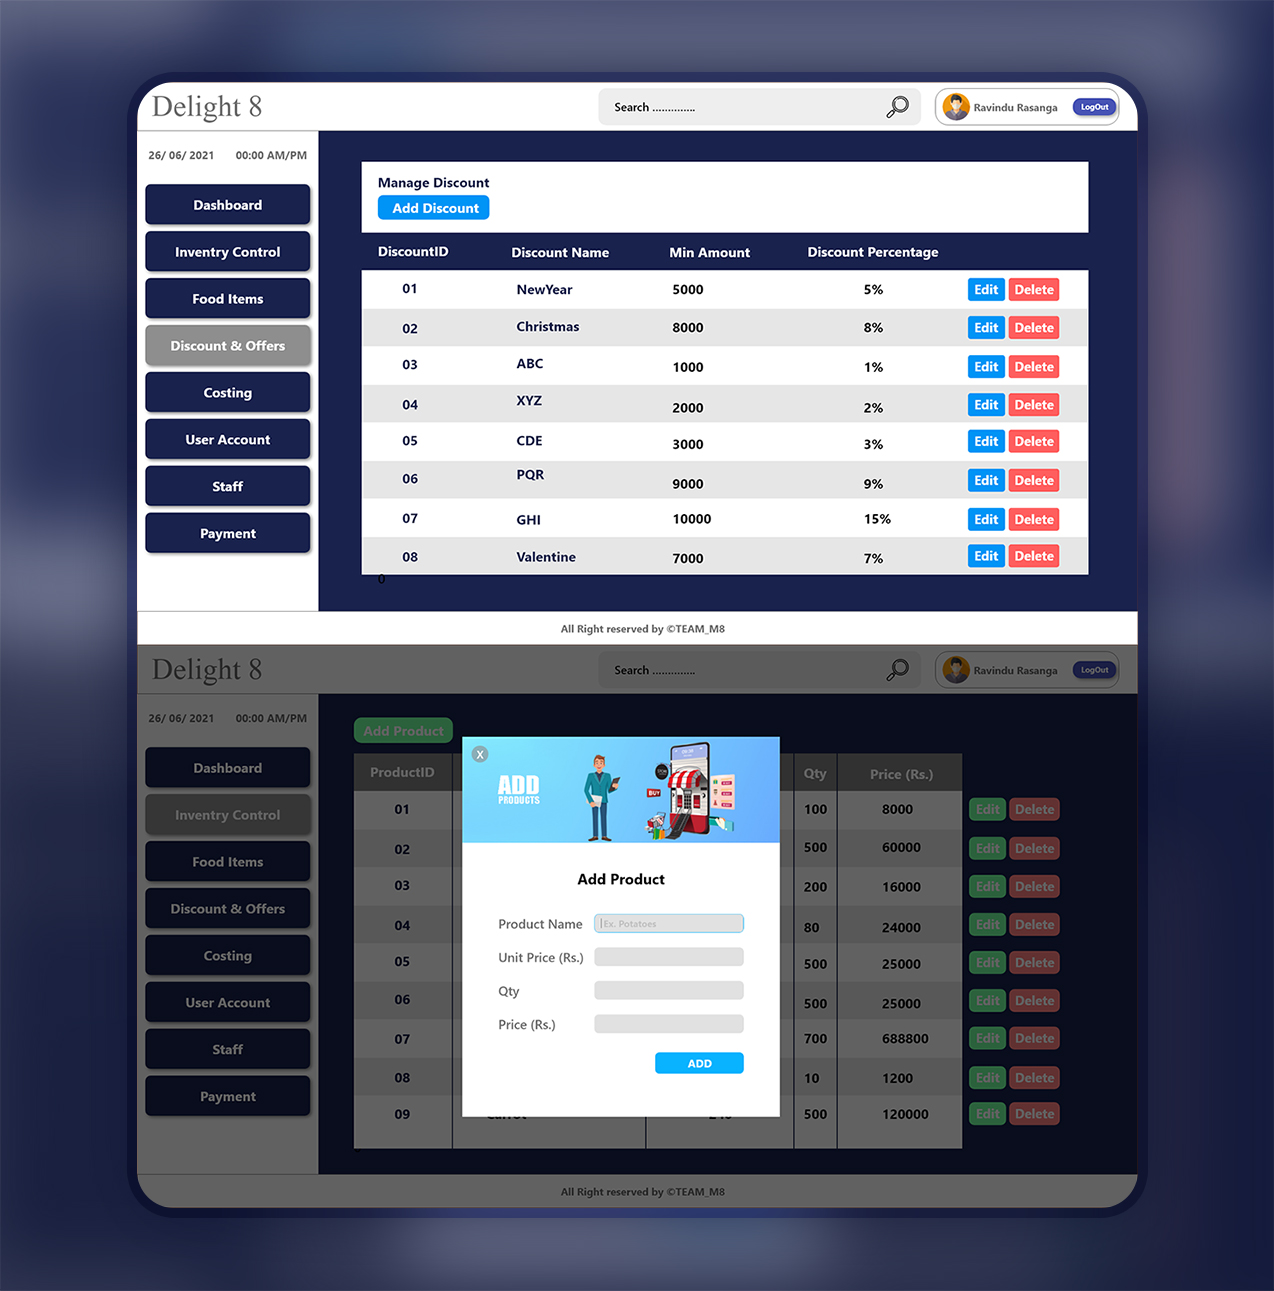 Delight 8
Search ..............
Ravindu Rasanga
LogOut
26/ 06/ 2021 00:00 AM/PM
Dashboard
Inventry Control
Food Items
Discount & Offers
Costing
User Account
Staff
Payment
Manage Discount
Add Discount
DiscountID Discount Name Min Amount Discount Percentage
01 NewYear 5000 5% Edit Delete
02 Christmas 8000 8% Edit Delete
03 ABC 1000 1% Edit Delete
04 XYZ 2000 2% Edit Delete
05 CDE 3000 3% Edit Delete
06 PQR 9000 9% Edit Delete
07 GHI 10000 15% Edit Delete
08 Valentine 7000 7% Edit Delete
0
All Right reserved by ©TEAM_M8
Delight 8
Search ..............
Ravindu Rasanga
LogOut
26/ 06/ 2021 00:00 AM/PM
Dashboard
Inventry Control
Food Items
Discount & Offers
Costing
User Account
Staff
Payment
Add Product
ProductID Qty Price (Rs.)
01 100 8000 Edit Delete
02 500 60000 Edit Delete
03 200 16000 Edit Delete
04 80 24000 Edit Delete
05 500 25000 Edit Delete
06 500 25000 Edit Delete
07 700 688800 Edit Delete
08 10 1200 Edit Delete
09 Carrot 240 500 120000 Edit Delete
X
ADD
PRODUCTS
BUY
Add Product
Product Name Ex. Potatoes
Unit Price (Rs.)
Qty
Price (Rs.)
ADD
All Right reserved by ©TEAM_M8